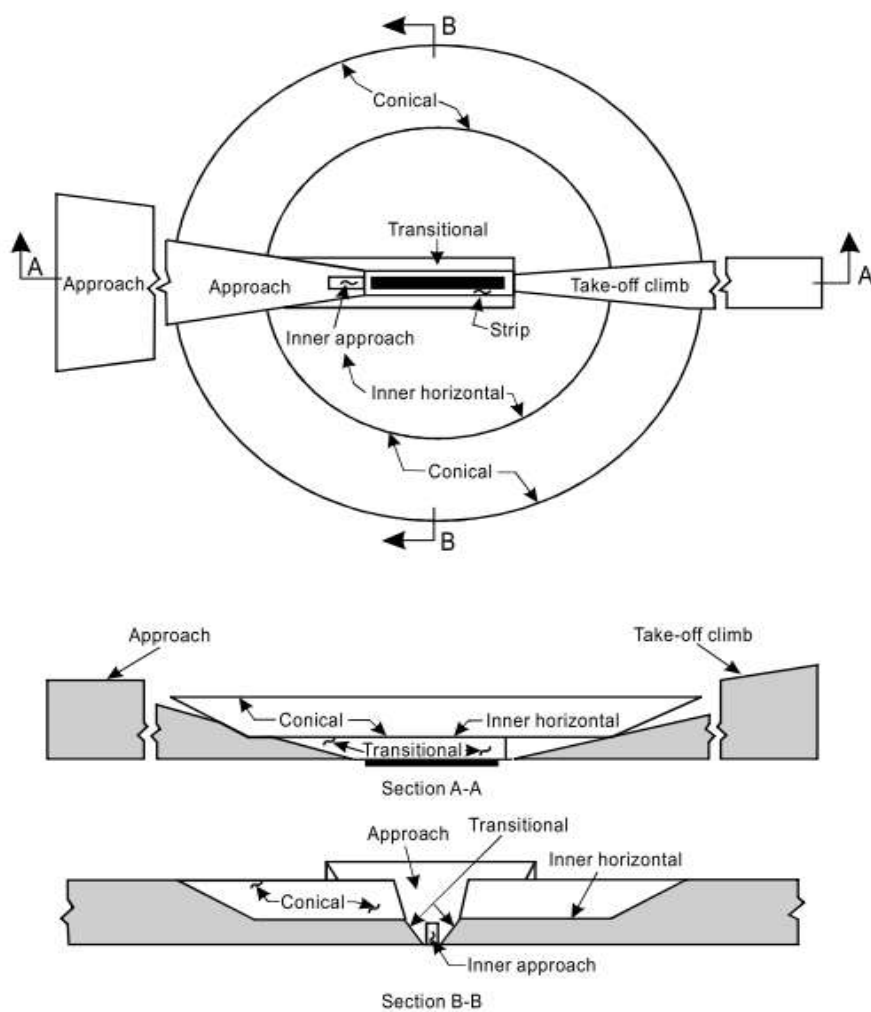 B
Conical
A
Transitional
A
Approach
Approach
Take-off climb
Inner approach
Strip
Inner horizontal
Conical
B
Approach
Take-off climb
Conical
Inner horizontal
Transitional
Section A-A
Transitional
Approach
Inner horizontal
Conical
Inner approach
Section B-B